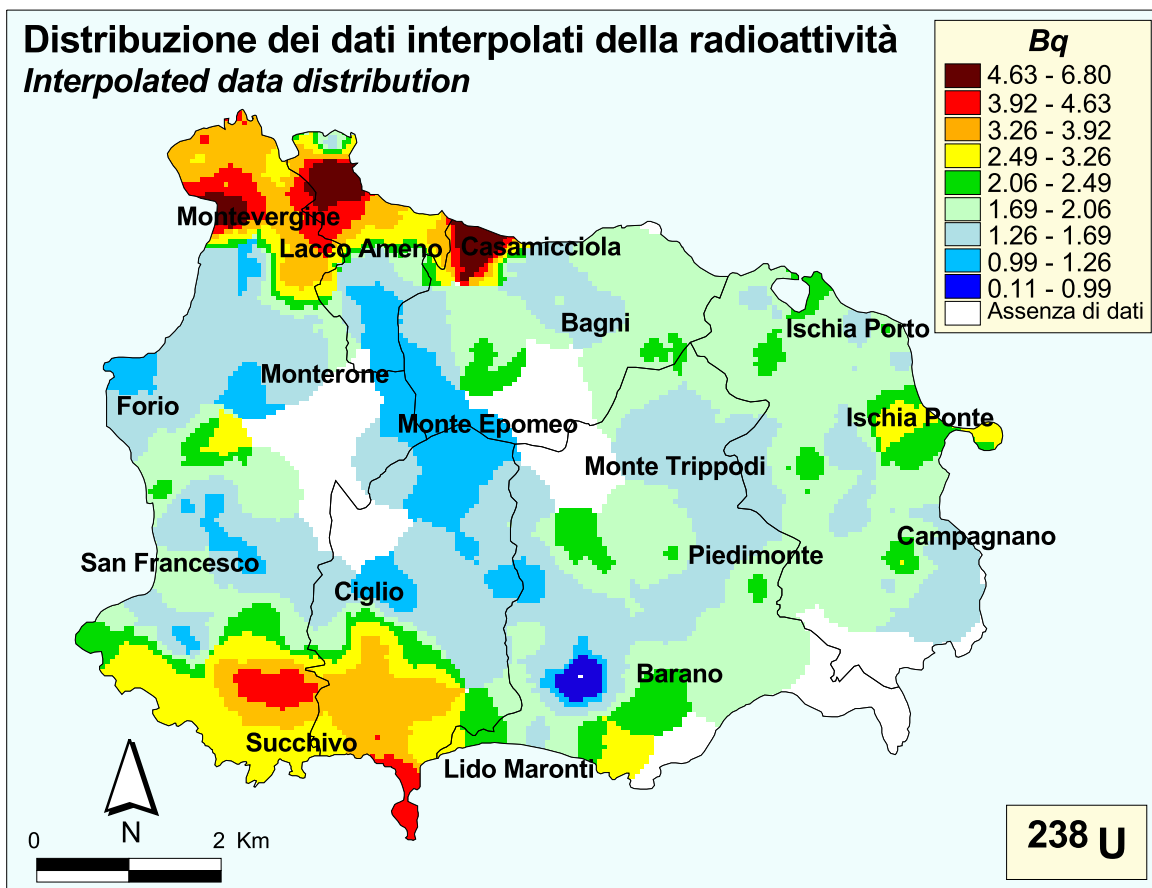 Distribuzione dei dati interpolati della radioattività
Interpolated data distribution
Bq
4.63 - 6.80
3.92 - 4.63
3.26 - 3.92
2.49 - 3.26
2.06 - 2.49
1.69 - 2.06
1.26 - 1.69
0.99 - 1.26
0.11 - 0.99
Assenza di dati
Montevergine
Lacco Ameno
Casamicciola
Bagni
Ischia Porto
Monterone
Forio
Monte Epomeo
Ischia Ponte
Monte Trippodi
Campagnano
San Francesco
Piedimonte
Ciglio
Barano
Succhivo
Lido Maronti
N
0 2 Km
238 U